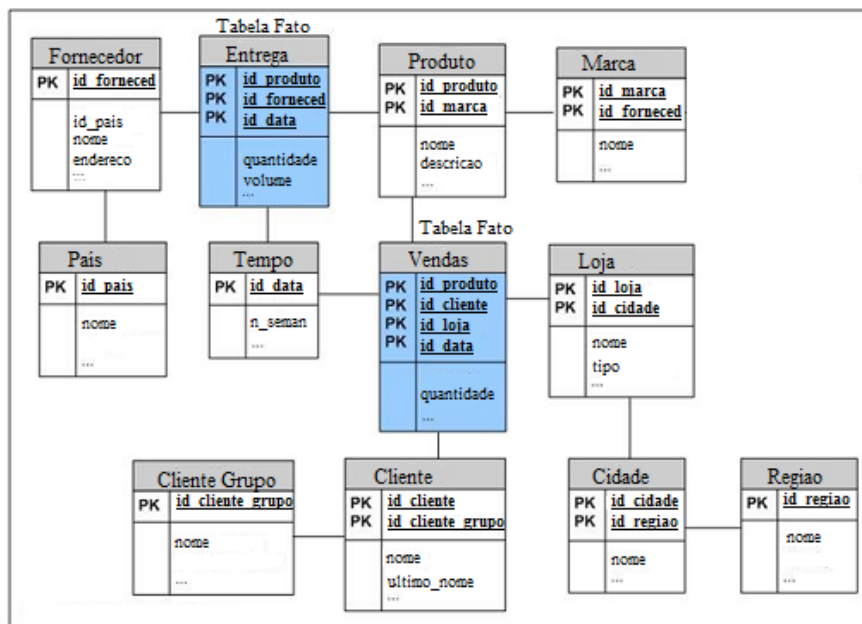 Tabela Fato
Fornecedor
PK id_forneced
id_pais
nome
endereco
...
Entrega
PK id_produto
PK id_forneced
PK id_data
quantidade
volume
...
Produto
PK id_produto
PK id_marca
nome
descricao
...
Marca
PK id_marca
PK id_forneced
nome
...
Tabela Fato
Pais
PK id_pais
nome
...
Tempo
PK id_data
n_seman
...
Vendas
PK id_produto
PK id_cliente
PK id_loja
PK id_data
quantidade
...
Loja
PK id_loja
PK id_cidade
nome
tipo
...
Cliente Grupo
PK id_cliente_grupo
nome
...
Cliente
PK id_cliente
PK id_cliente_grupo
nome
ultimo_nome
...
Cidade
PK id_cidade
PK id_regiao
nome
...
Regiao
PK id_regiao
nome
...